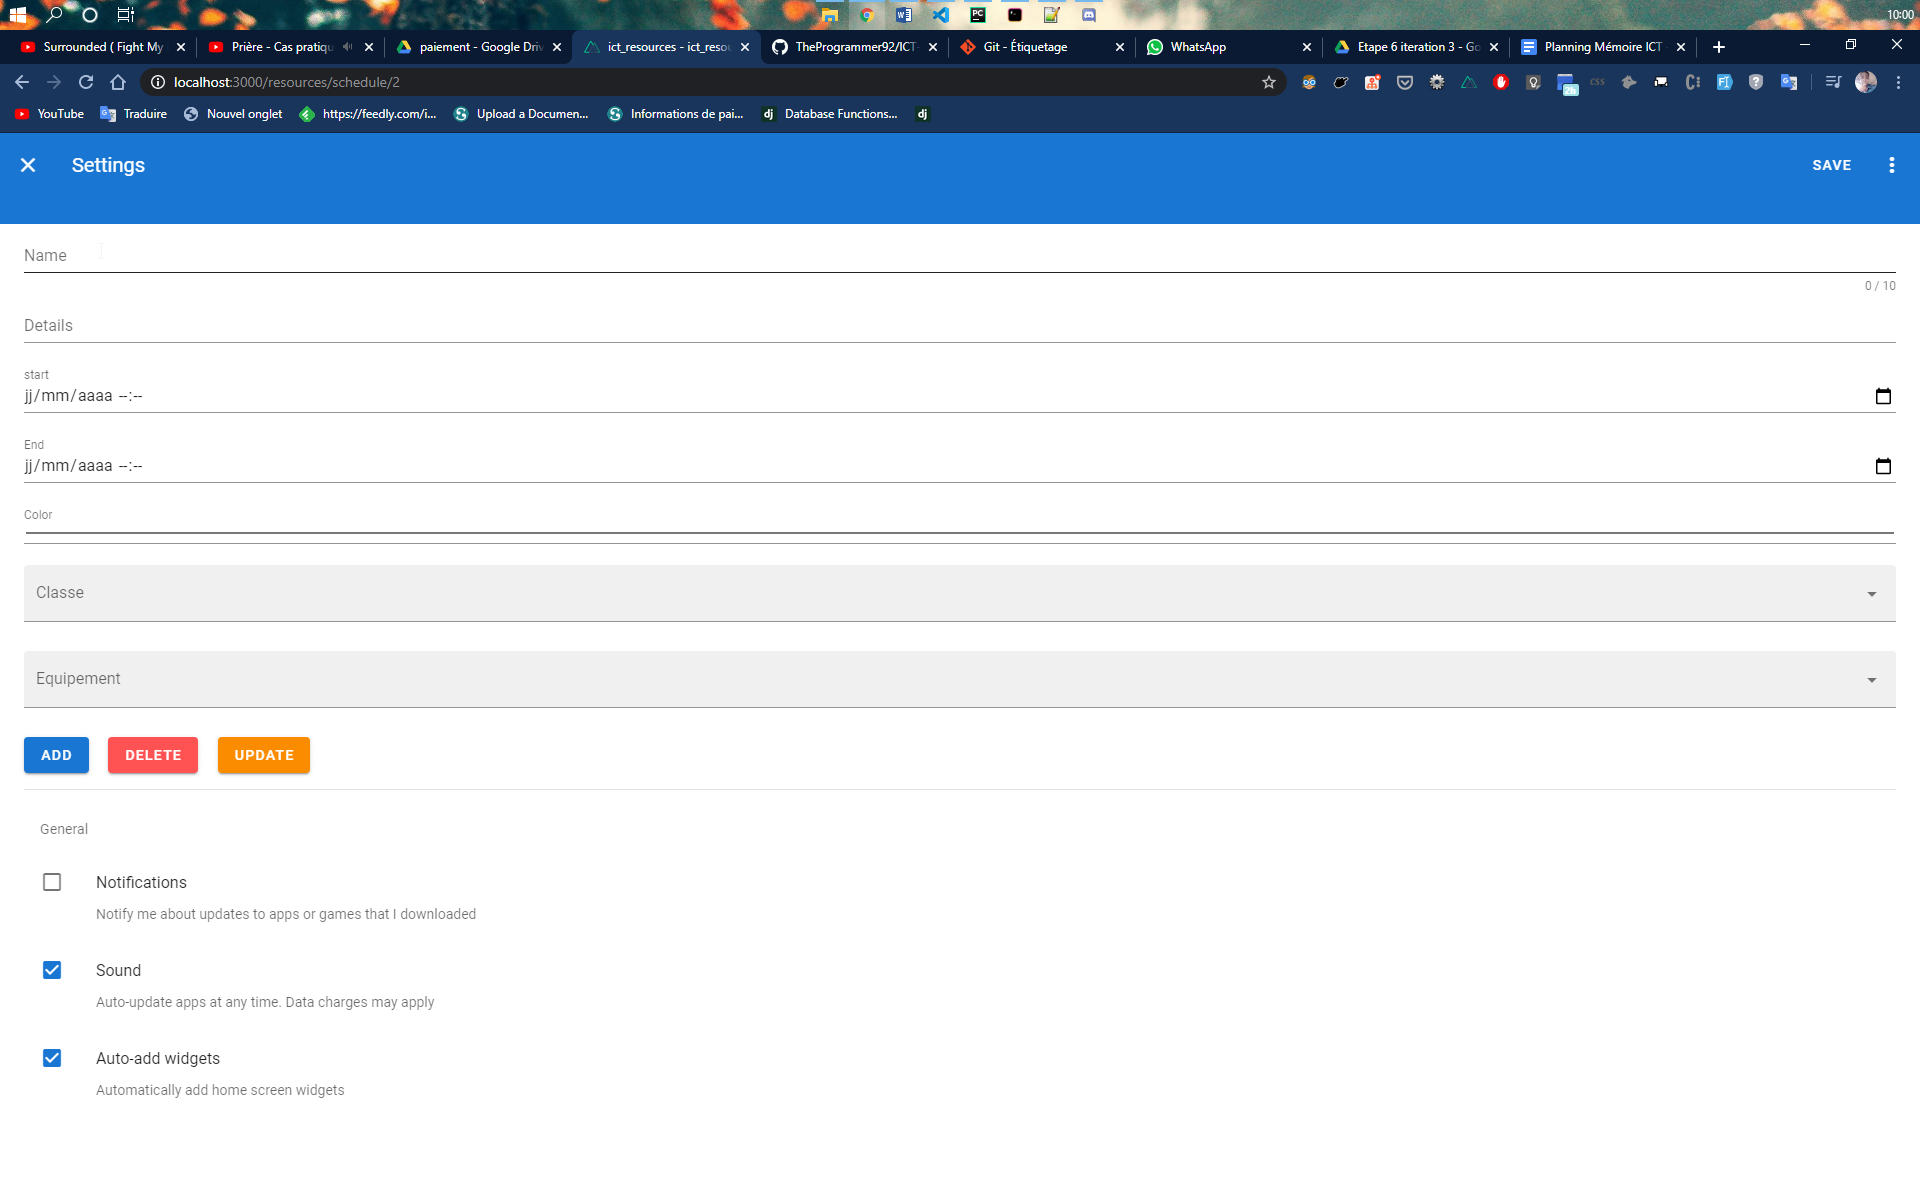 10:00
Surrounded ( Fight My
Prière - Cas pratiqu
paiement - Google Driv
ict_resources - ict_resou
TheProgrammer92/ICT-
Git - Étiquetage
WhatsApp
Etape 6 iteration 3 - Go
Planning Mémoire ICT
localhost:3000/resources/schedule/2
YouTube
Traduire
Nouvel onglet
https://feedly.com/i...
Upload a Documen...
Informations de pai...
dj Database Functions...
dj
Settings
SAVE
Name
0 / 10
Details
start
jj/mm/aaaa --:--
End
jj/mm/aaaa --:--
Color
Classe
Equipement
ADD
DELETE
UPDATE
General
Notifications
Notify me about updates to apps or games that I downloaded
Sound
Auto-update apps at any time. Data charges may apply
Auto-add widgets
Automatically add home screen widgets